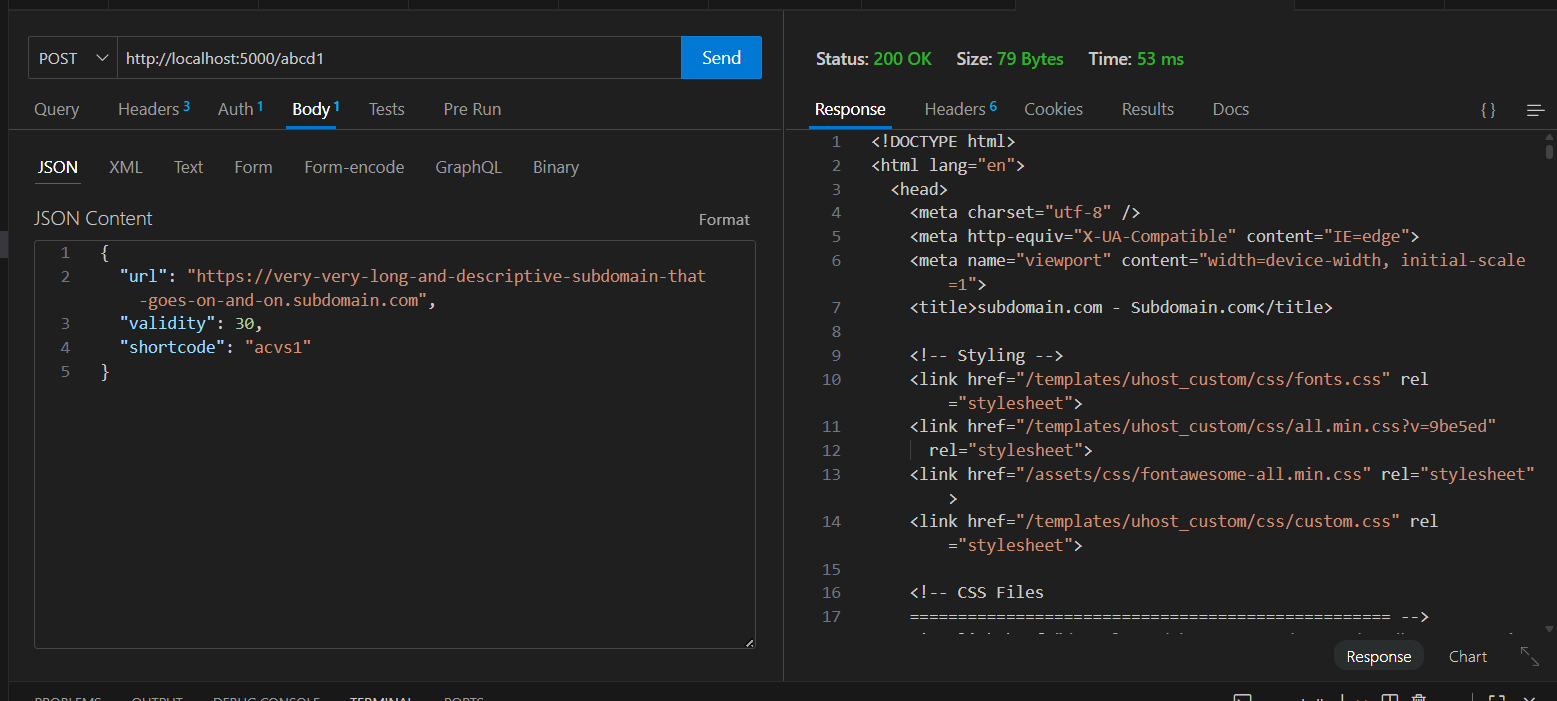 POST
http://localhost:5000/abcd1
Send
Query
Headers 3
Auth 1
Body 1
Tests
Pre Run
JSON
XML
Text
Form
Form-encode
GraphQL
Binary
JSON Content
Format
1 {
2 "url": "https://very-very-long-and-descriptive-subdomain-that
-goes-on-and-on.subdomain.com",
3 "validity": 30,
4 "shortcode": "acvs1"
5 }
Status: 200 OK
Size: 79 Bytes
Time: 53 ms
Response
Headers 6
Cookies
Results
Docs
{ }
1 <!DOCTYPE html>
2 <html lang="en">
3 <head>
4 <meta charset="utf-8" />
5 <meta http-equiv="X-UA-Compatible" content="IE=edge">
6 <meta name="viewport" content="width=device-width, initial-scale
=1">
7 <title>subdomain.com - Subdomain.com</title>
8
9 <!-- Styling -->
10 <link href="/templates/uhost_custom/css/fonts.css" rel
="stylesheet">
11 <link href="/templates/uhost_custom/css/all.min.css?v=9be5ed"
12 rel="stylesheet">
13 <link href="/assets/css/fontawesome-all.min.css" rel="stylesheet"
>
14 <link href="/templates/uhost_custom/css/custom.css" rel
="stylesheet">
15
16 <!-- CSS Files
17 ================================================== -->
Response
Chart
PROBLEMS
OUTPUT
DEBUG CONSOLE
TERMINAL
PORTS